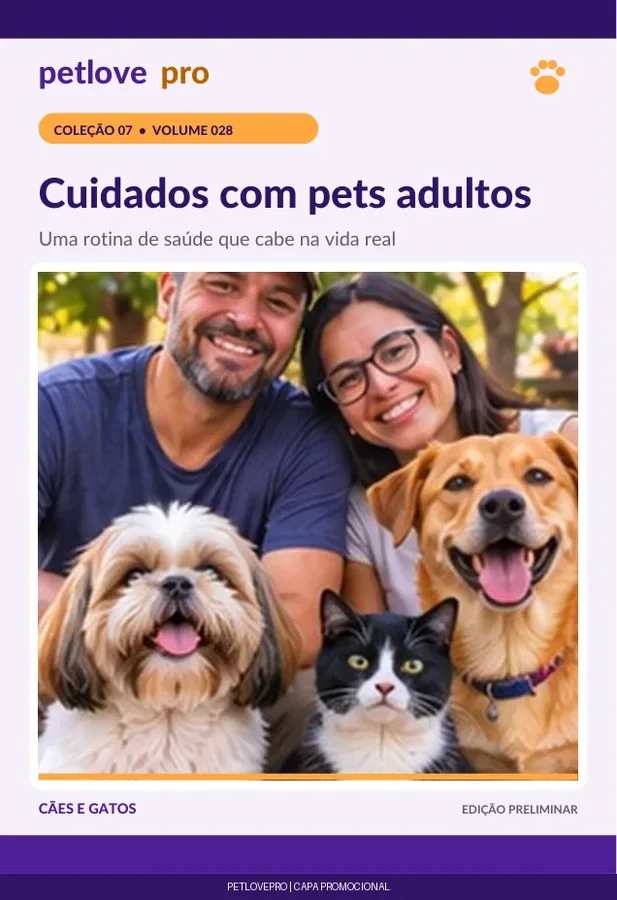 petlove pro
COLEÇÃO 07 ● VOLUME 028
Cuidados com pets adultos
Uma rotina de saúde que cabe na vida real
CÃES E GATOS
EDIÇÃO PRELIMINAR
PETLOVEPRO | CAPA PROMOCIONAL